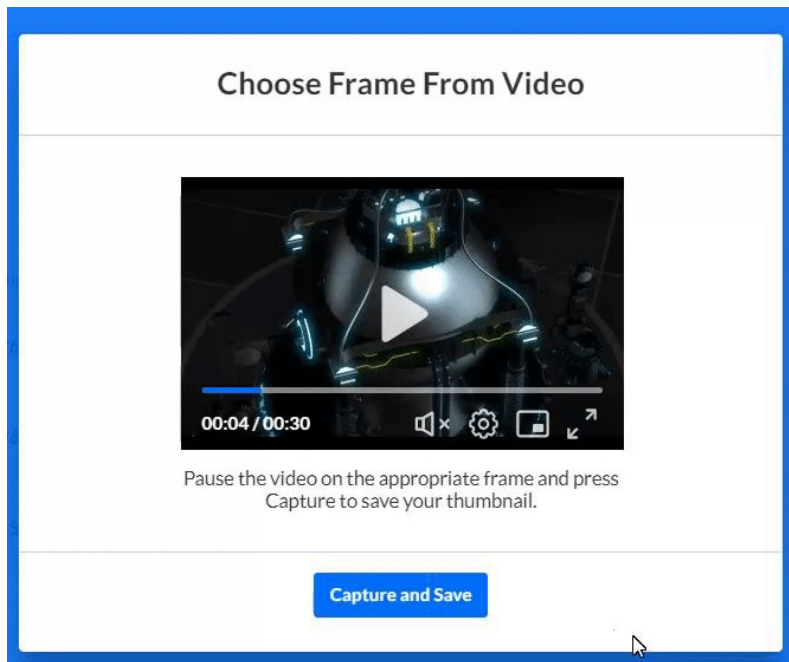 Choose Frame From Video
00:04 / 00:30
Pause the video on the appropriate frame and press
Capture to save your thumbnail.
Capture and Save